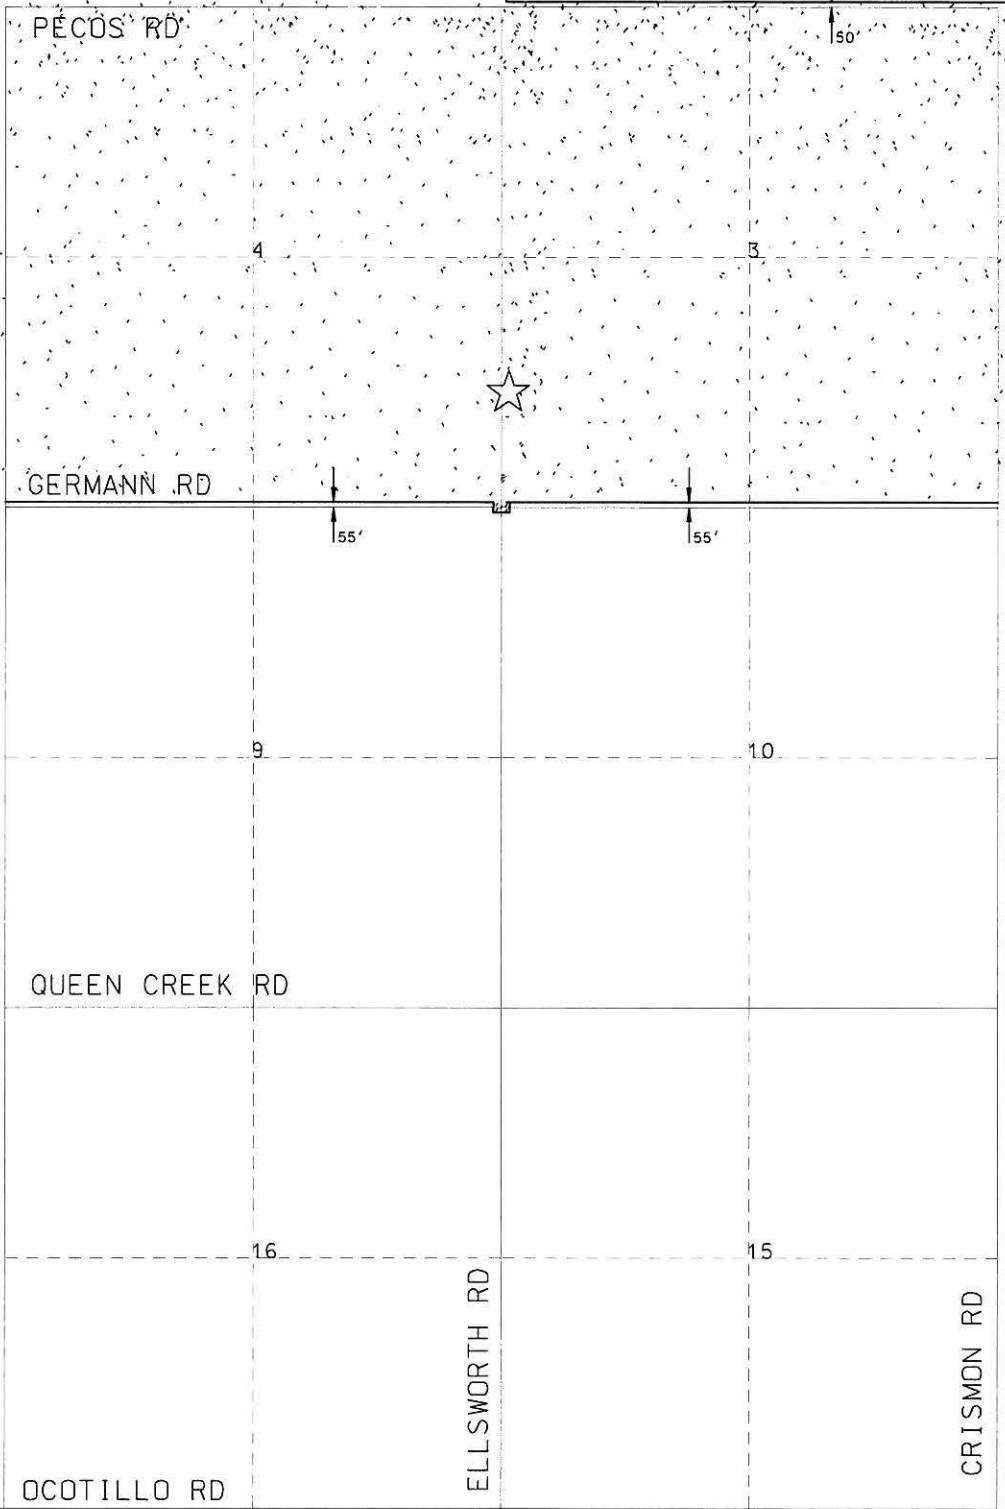 PECOS RD
50'
4
3
GERMANN RD
55'
55'
9
10
QUEEN CREEK RD
16
15
ELLSWORTH RD
CRISMON RD
OCOTILLO RD